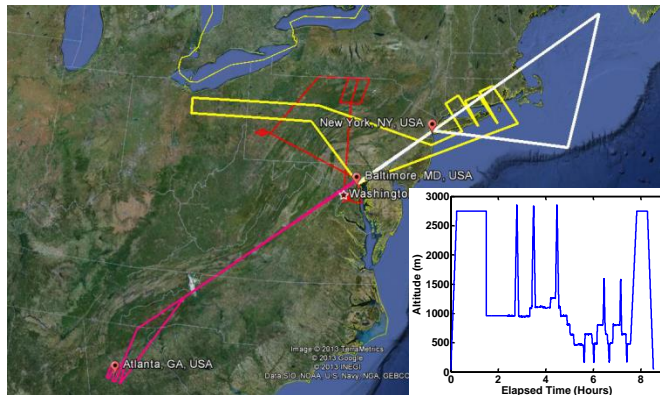 New York, NY, USA
Baltimore, MD, USA
Washington
Atlanta, GA, USA
Image © 2013 TerraMetrics
© 2013 Google
© 2013 INEGI
Data SIO, NOAA, U.S. Navy, NGA, GEBCO
Altitude (m)
3000
2500
2000
1500
1000
500
0
0 2 4 6 8
Elapsed Time (Hours)